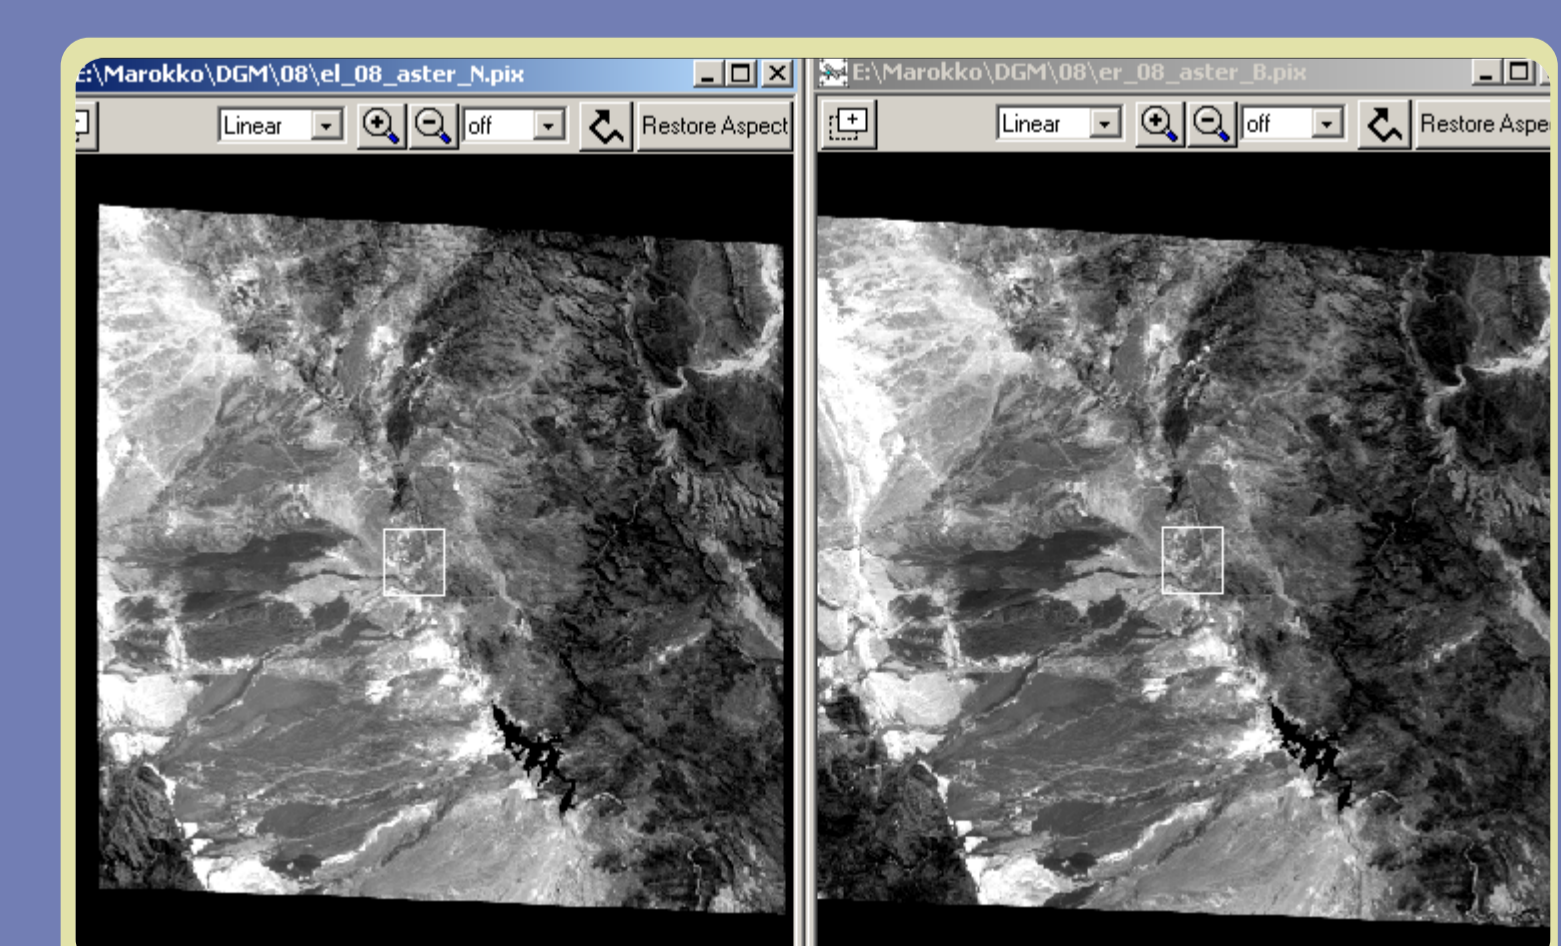 E:\Marokko\DGM\08\el_08_aster_N.pix
Linear off Restore Aspect
E:\Marokko\DGM\08\er_08_aster_B.pix
Linear off Restore Aspe